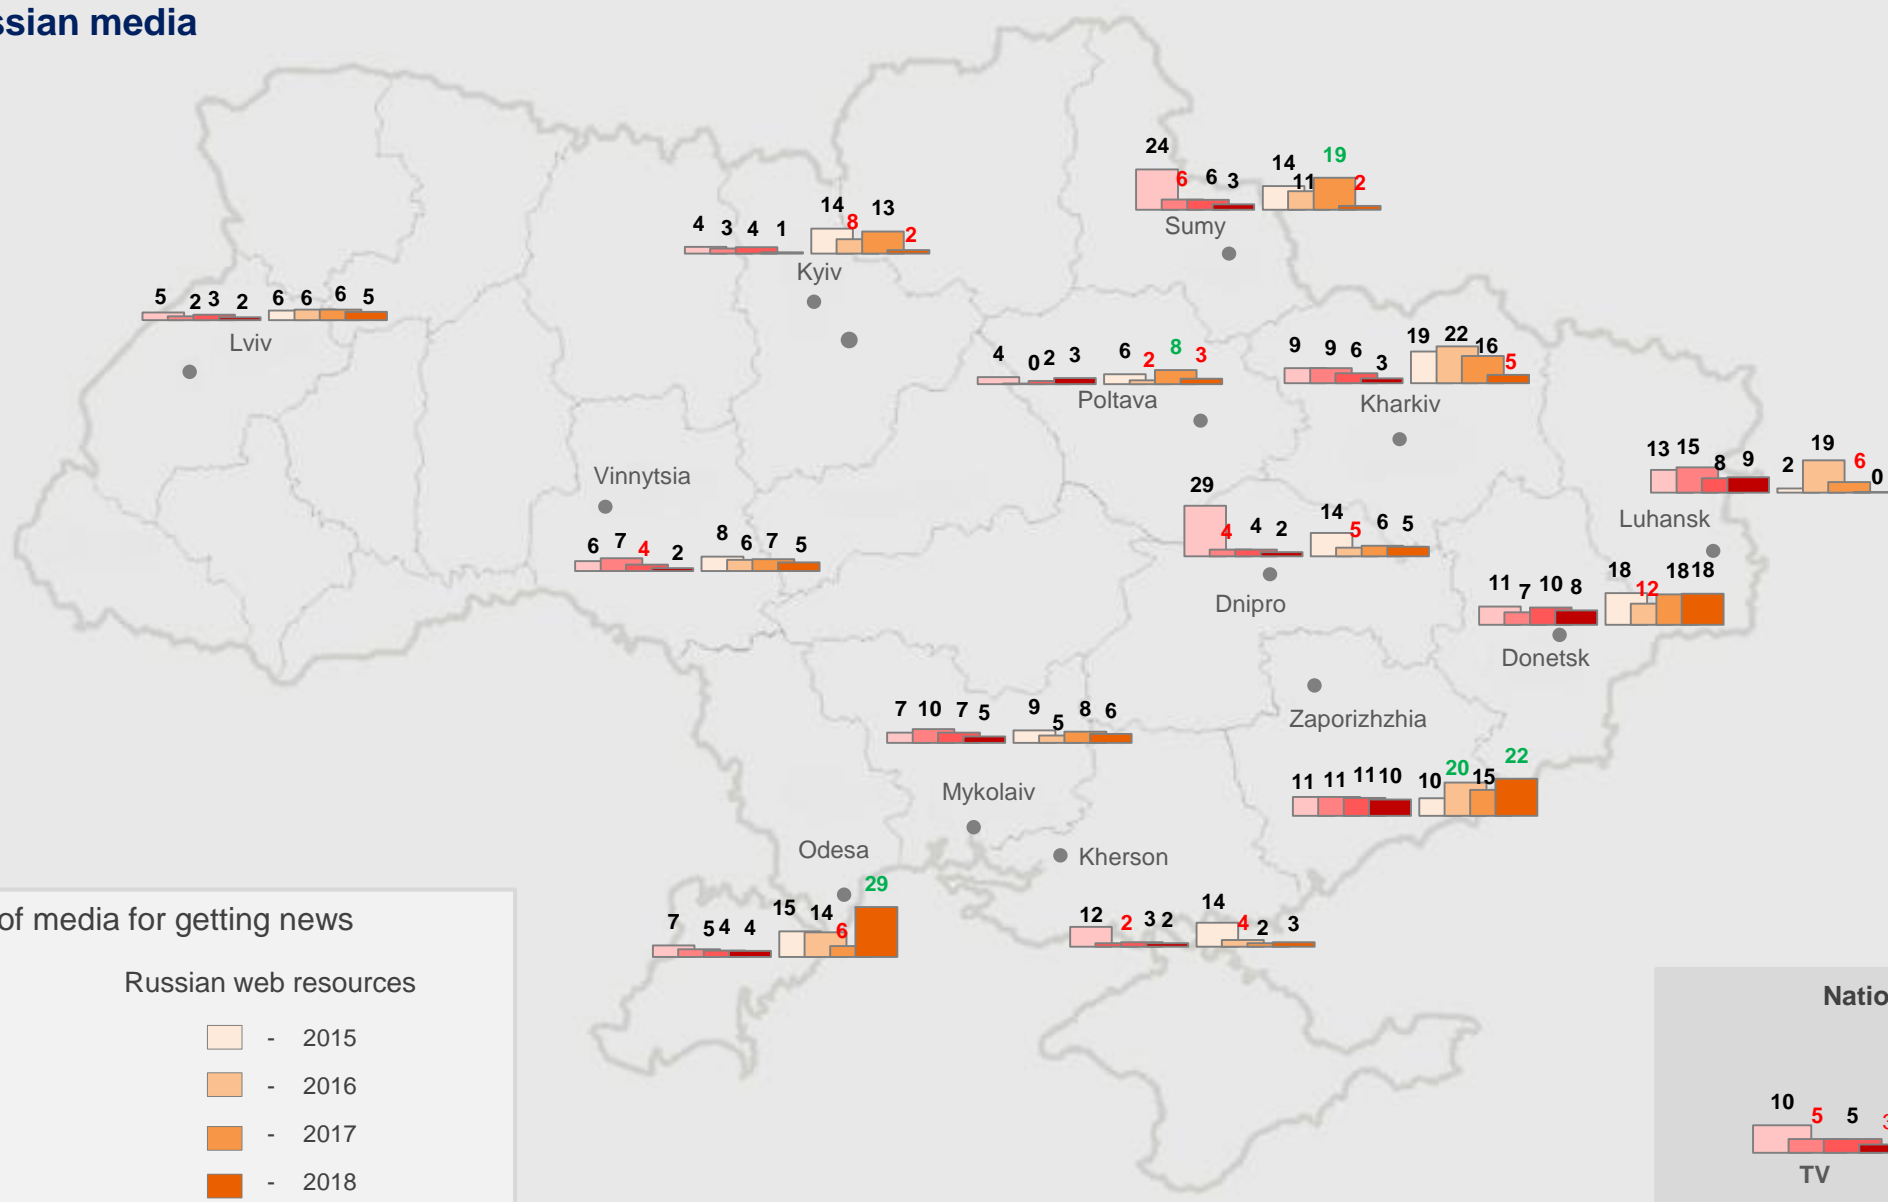 ssian media
24 6 6 3 14 11 19 2
Sumy
4 3 4 1 14 8 13 2
Kyiv
5 2 3 2 6 6 6 5
Lviv
4 0 2 3 6 2 8 3
Poltava
9 9 6 3 19 22 16 5
Kharkiv
13 15 8 9 2 19 6 0
Luhansk
Vinnytsia
6 7 4 2 8 6 7 5
29 4 4 2 14 5 6 5
Dnipro
11 7 10 8 18 12 18 18
Donetsk
Zaporizhzhia
11 11 11 10 10 20 15 22
7 10 7 5 9 5 8 6
Mykolaiv
Odesa
7 5 4 4 15 14 6 29
Kherson
12 2 3 2 14 4 2 3
of media for getting news
Russian web resources
- 2015
- 2016
- 2017
- 2018
Natio
10 5 5 3
TV